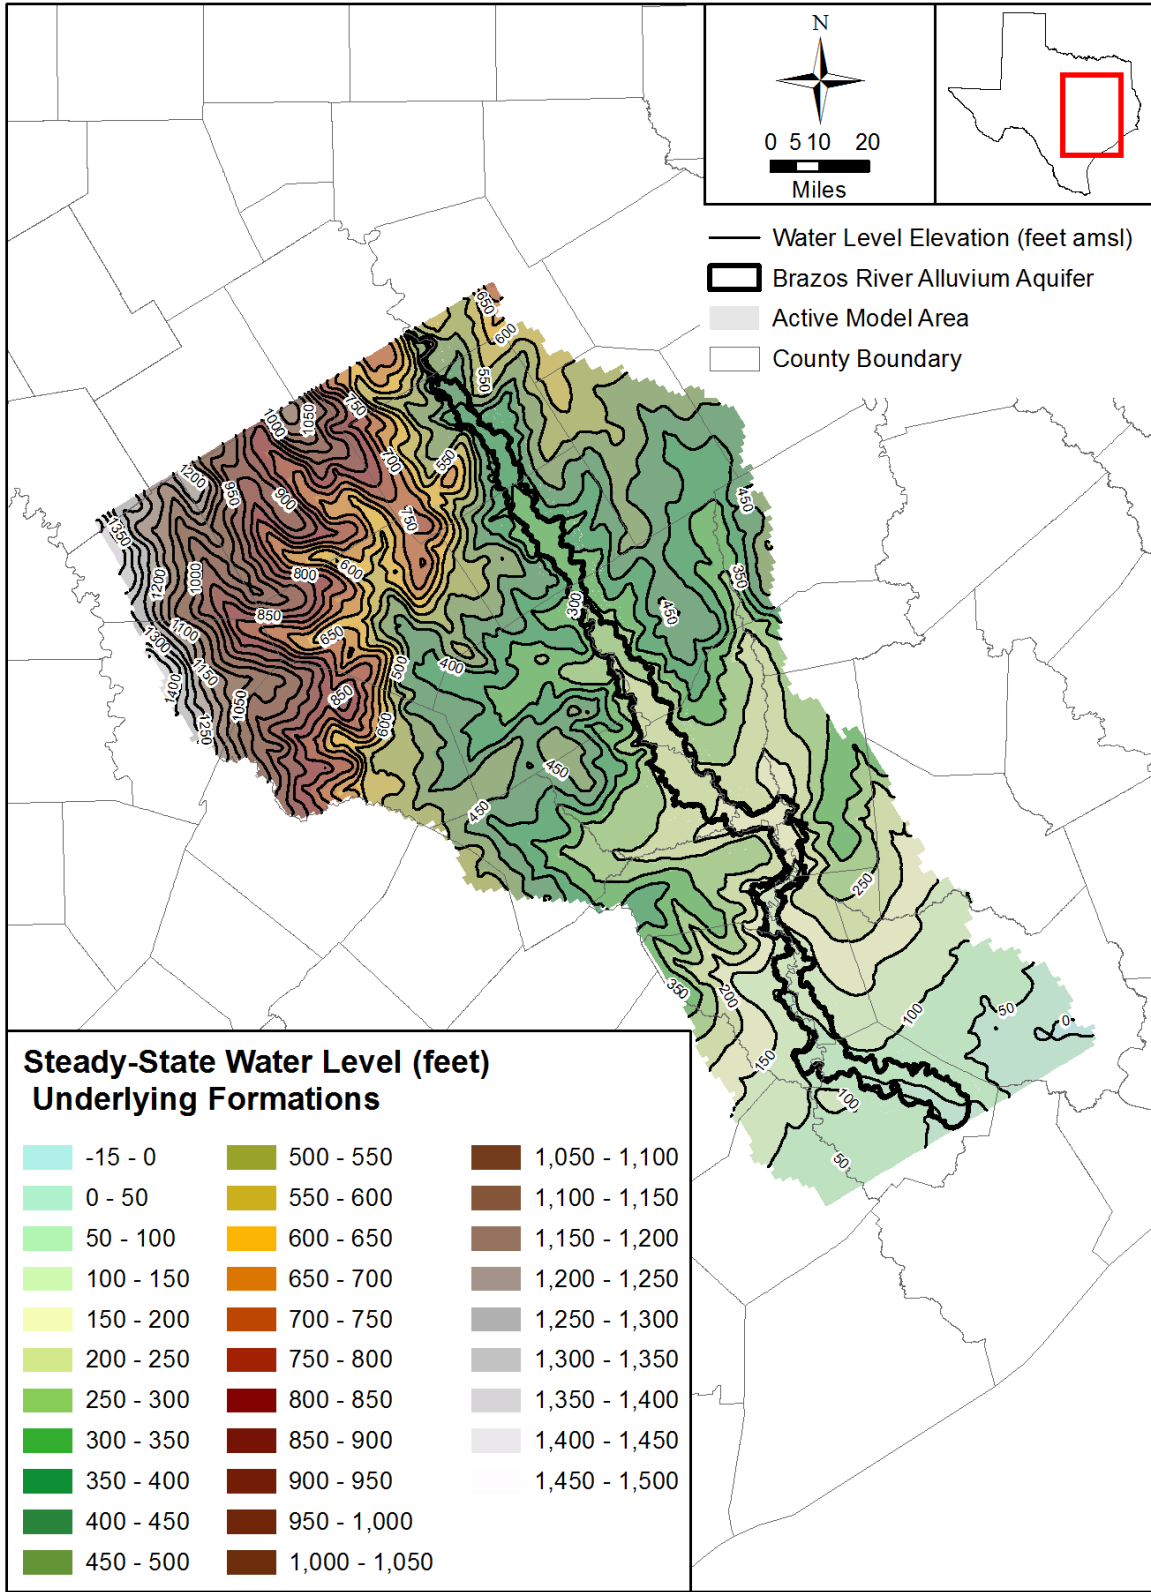 N
0 5 10 20
Miles
Water Level Elevation (feet amsl)
Brazos River Alluvium Aquifer
Active Model Area
County Boundary
650
600
550
1000
1050
750
700
550
1200
950
900
750
450
1350
350
1200
1000
800
600
300
450
850
1100
650
1300
1150
500
400
1400
1050
850
1250
600
450
450
250
350
200
100
50
0
150
100
50
Steady-State Water Level (feet)
Underlying Formations
-15 - 0
0 - 50
50 - 100
100 - 150
150 - 200
200 - 250
250 - 300
300 - 350
350 - 400
400 - 450
450 - 500
500 - 550
550 - 600
600 - 650
650 - 700
700 - 750
750 - 800
800 - 850
850 - 900
900 - 950
950 - 1,000
1,000 - 1,050
1,050 - 1,100
1,100 - 1,150
1,150 - 1,200
1,200 - 1,250
1,250 - 1,300
1,300 - 1,350
1,350 - 1,400
1,400 - 1,450
1,450 - 1,500